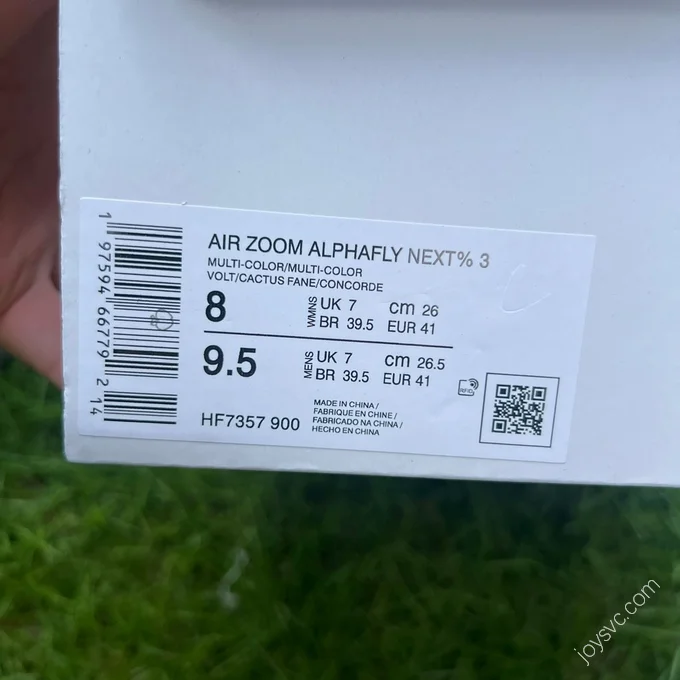 AIR ZOOM ALPHAFLY NEXT% 3
MULTI-COLOR/MULTI-COLOR
VOLT/CACTUS FANE/CONCORDE
8
WMNS
UK 7 cm 26
BR 39.5 EUR 41
9.5
MENS
UK 7 cm 26.5
BR 39.5 EUR 41
RFID
HF7357 900
MADE IN CHINA /
FABRIQUE EN CHINE /
FABRICADO NA CHINA /
HECHO EN CHINA
1 97594 66779 2 14
joysvc.com